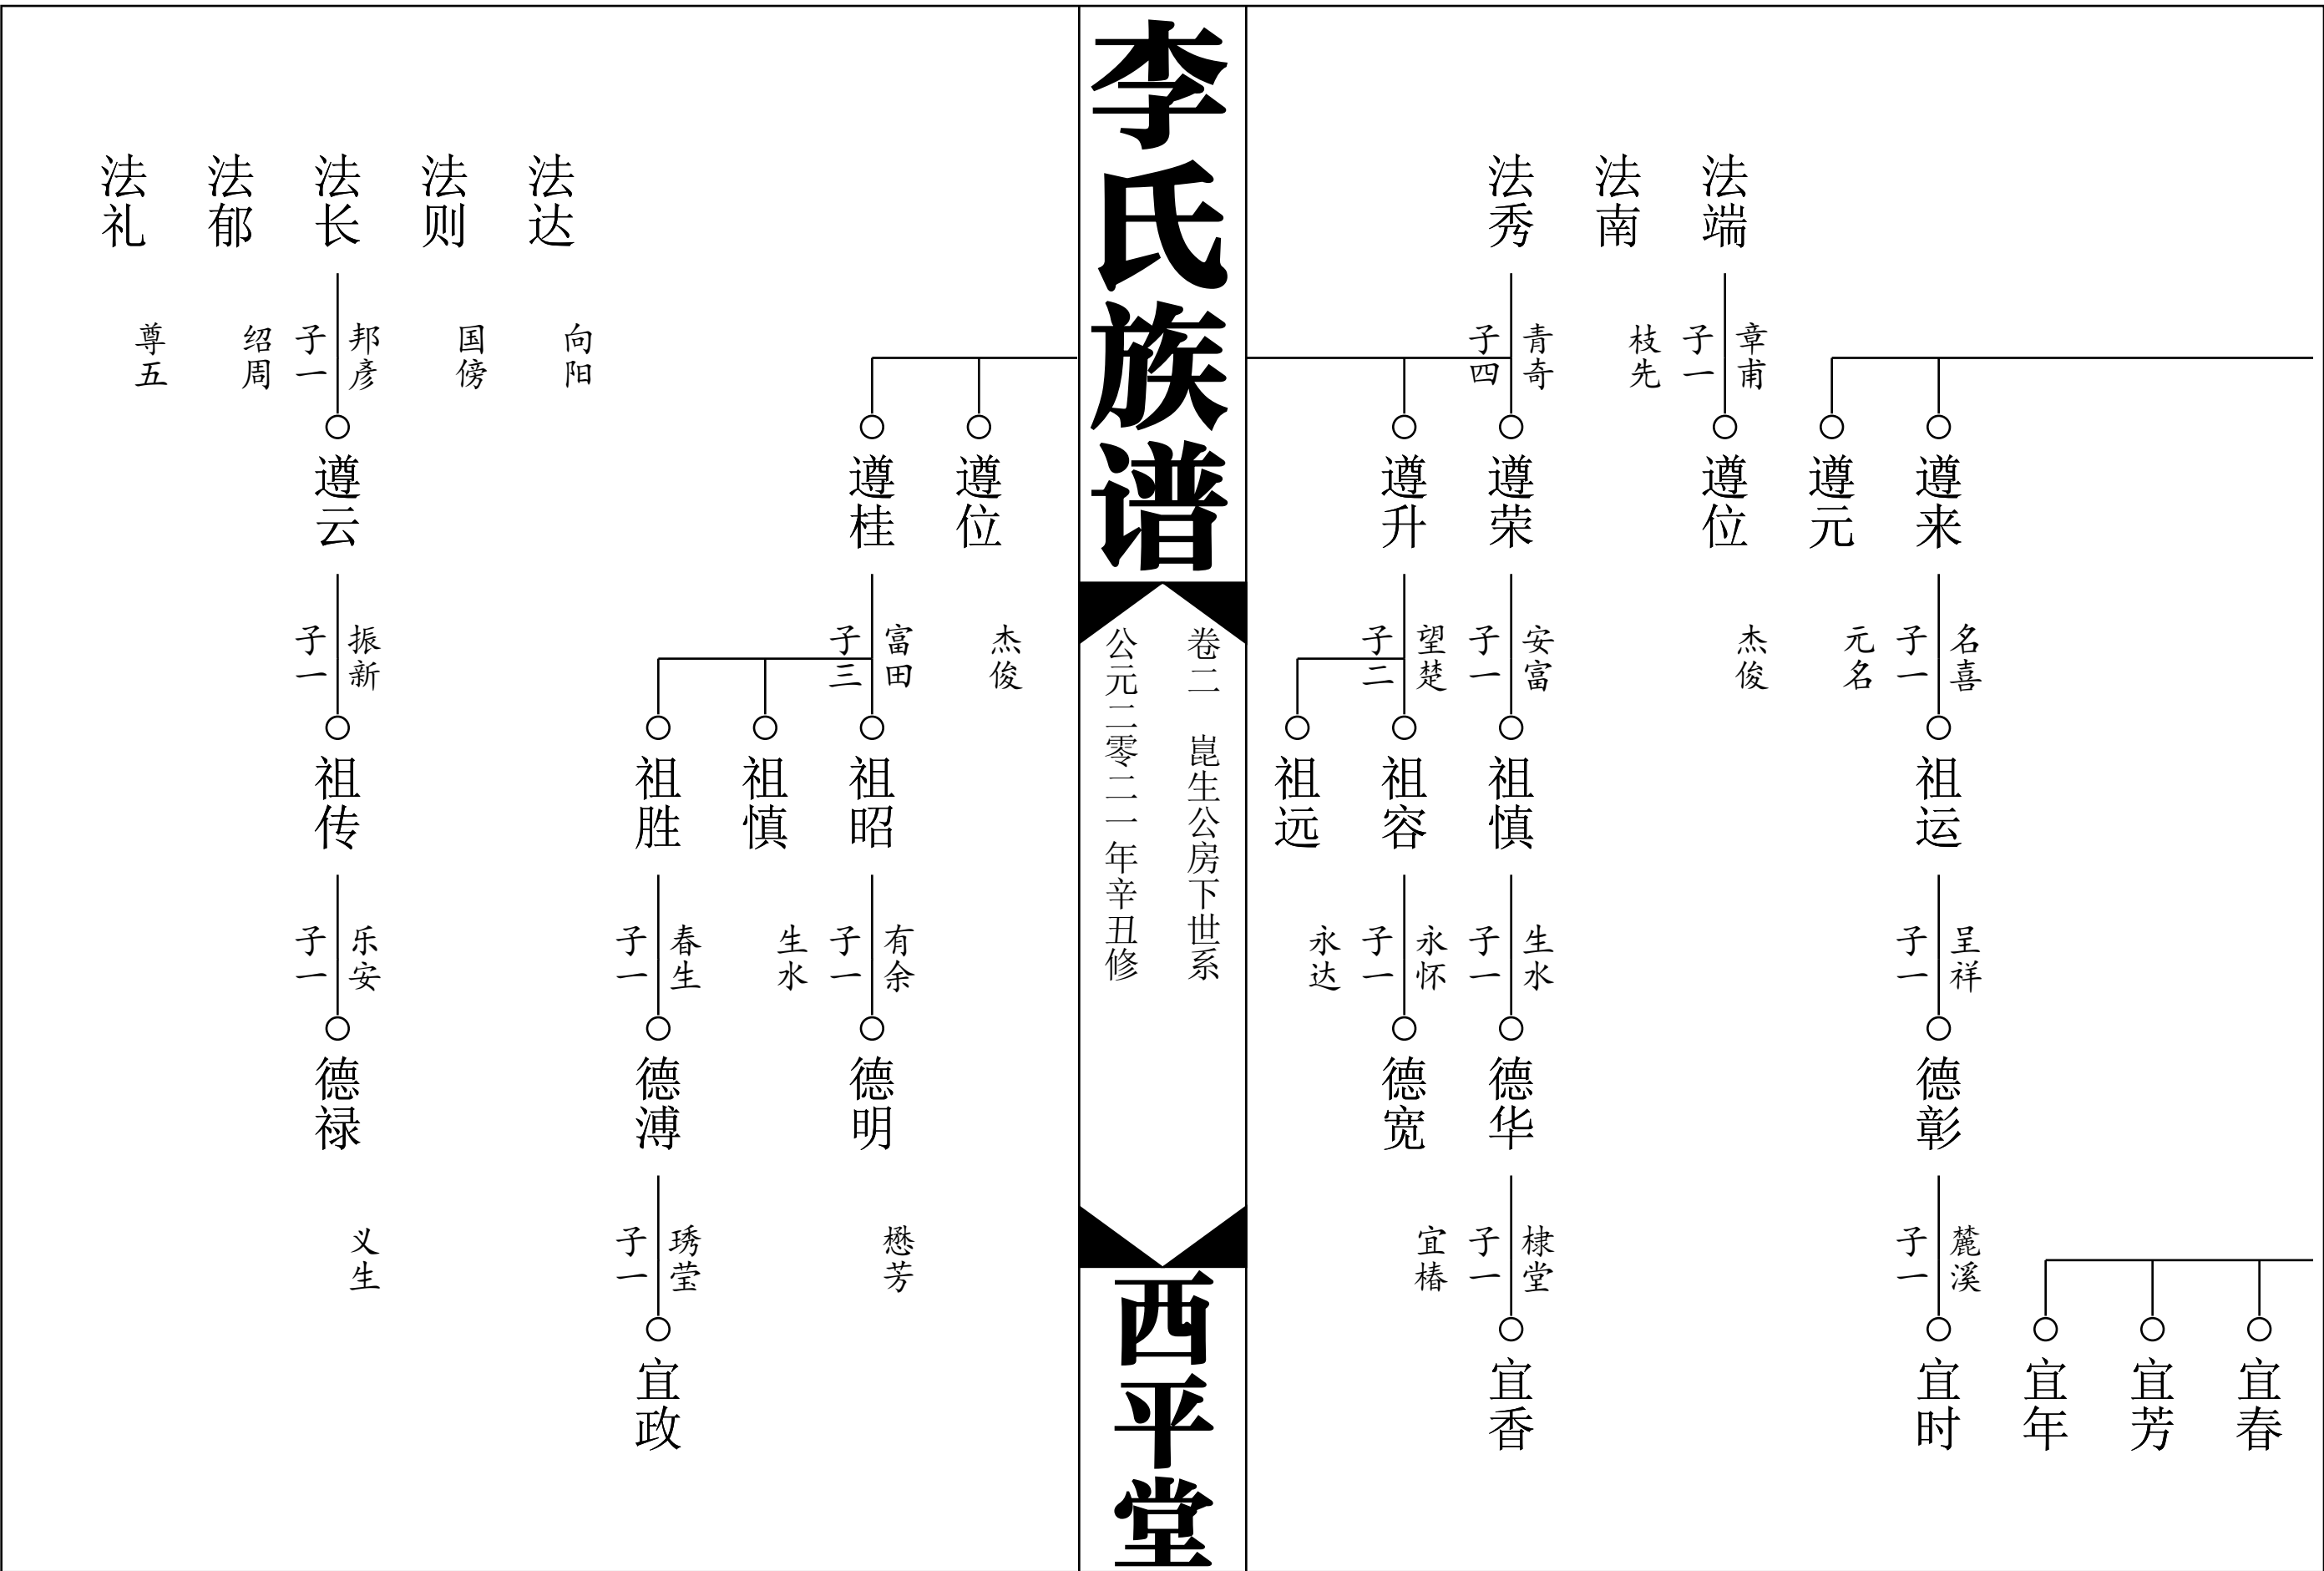 法端
法南
法秀
章甫
子一
枝先
青奇
子四
遵来
遵元
遵位
遵荣
遵升
名喜
子一
元名
杰俊
安富
子一
望楚
子二
祖运
祖慎
祖容
祖远
呈祥
子一
生水
子一
永怀
子一
永达
德彰
德华
德宽
麓溪
子一
棣堂
子一
宜椿
宜春
宜芳
宜年
宜时
宜香
李氏族谱
卷二 崑生公房下世系
公元二零二一年辛丑修
西平堂
法达
法则
法长
法郁
法礼
向阳
国傍
邦彦
子一
绍周
尊五
遵位
遵桂
遵云
杰俊
富田
子三
振新
子一
祖昭
祖慎
祖胜
祖传
有余
子一
生水
春生
子一
乐安
子一
德明
德溥
德禄
懋芳
琇莹
子一
义生
宜政